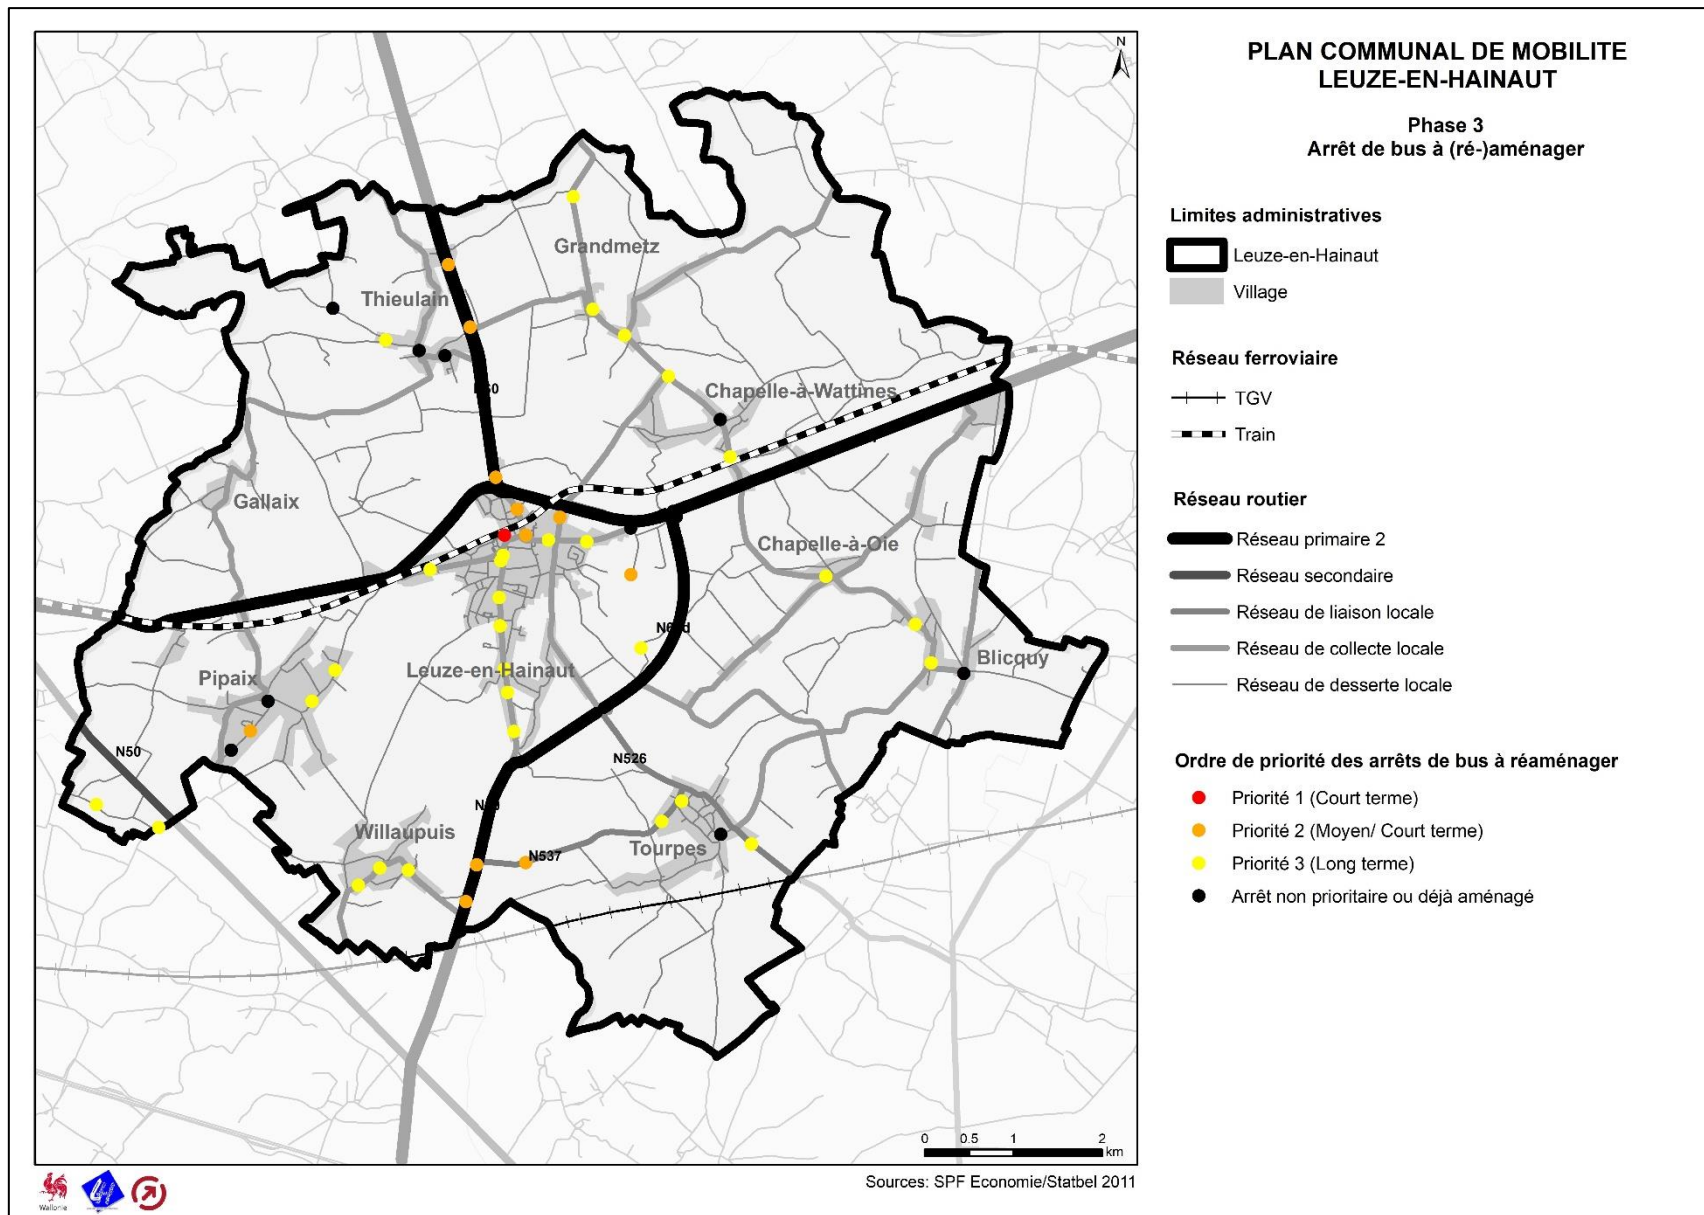 PLAN COMMUNAL DE MOBILITE
LEUZE-EN-HAINAUT
Phase 3
Arrêt de bus à (ré-)aménager
Limites administratives
Leuze-en-Hainaut
Village
Réseau ferroviaire
TGV
Train
Réseau routier
Réseau primaire 2
Réseau secondaire
Réseau de liaison locale
Réseau de collecte locale
Réseau de desserte locale
Ordre de priorité des arrêts de bus à réaménager
Priorité 1 (Court terme)
Priorité 2 (Moyen/ Court terme)
Priorité 3 (Long terme)
Arrêt non prioritaire ou déjà aménagé
N
Grandmetz
Thieulain
Chapelle-à-Wattines
Gallaix
Chapelle-à-Oie
Blicquy
Leuze-en-Hainaut
Pipaix
N50
N526
Willaupuis
N537
Tourpes
0 0.5 1 2
km
Sources: SPF Economie/Statbel 2011
Wallonie